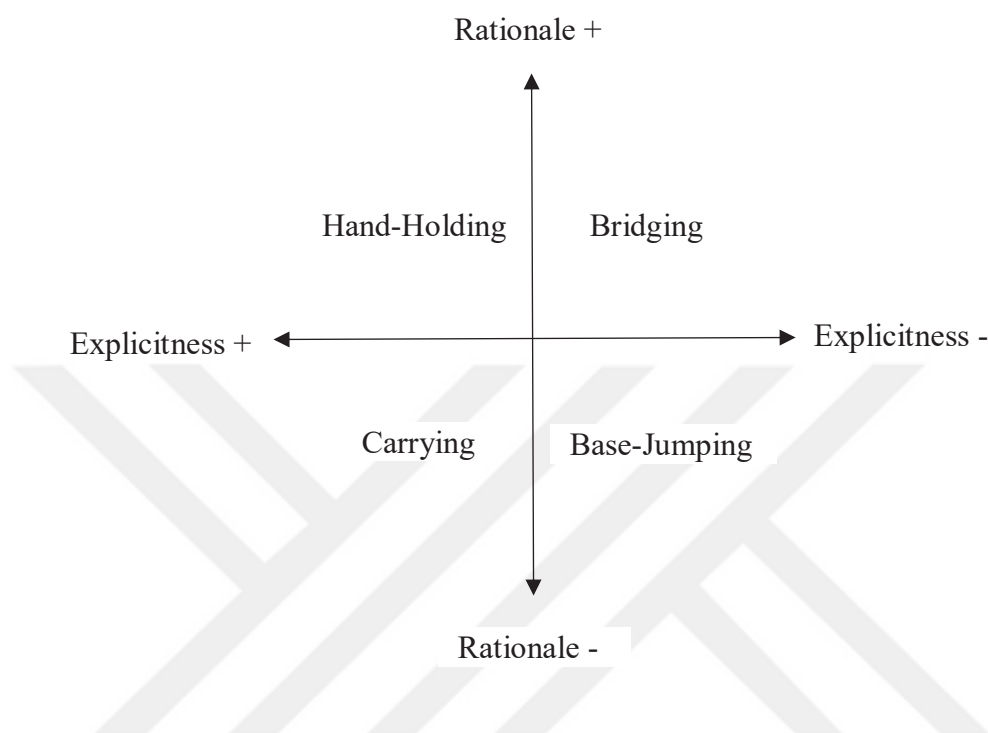 Rationale +
Hand-Holding
Bridging
Explicitness +
Explicitness -
Carrying
Base-Jumping
Rationale -